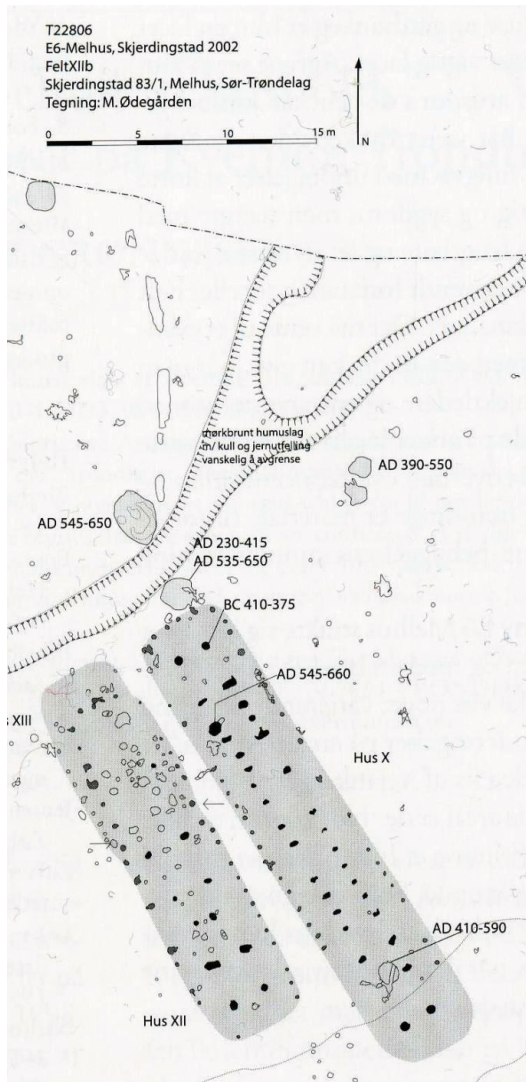 T22806
E6-Melhus, Skjerdingstad 2002
FeltXIIb
Skjerdingstad 83/1, Melhus, Sør-Trøndelag
Tegning: M. Ødegården
0 5 10 15 m
N
mørkbrunt humuslag
m/ kull og jernutfelling
vanskelig å avgrense
AD 390-550
AD 545-650
AD 230-415
AD 535-650
BC 410-375
AD 545-660
s XIII
Hus X
AD 410-590
Hus XII